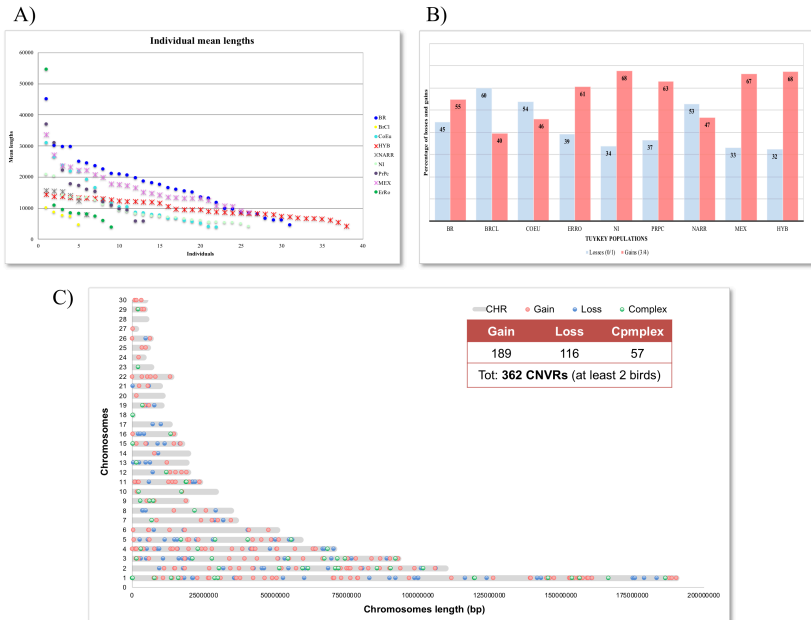 A)
Individual mean lengths
60000
50000
40000
30000
20000
10000
0
Mean lengths
0 5 10 15 20 25 30 35 40
Individuals
BR
BrCl
CoEu
HYB
NARR
NI
PrPc
MEX
ErRo
B)
Percentage of losses and gains
45 55 60 40 54 46 39 61 34 68 37 63 53 47 33 67 32 68
BR BRCL COEU ERRO NI PRPC NARR MEX HYB
TUYKEY POPULATIONS
Losses (0/1) Gains (3/4)
C)
CHR Gain Loss Complex
Gain Loss Cpmplex
189 116 57
Tot: 362 CNVRs (at least 2 birds)
Chromosomes
30
29
28
27
26
25
24
23
22
21
20
19
18
17
16
15
14
13
12
11
10
9
8
7
6
5
4
3
2
1
0
0 25000000 50000000 75000000 100000000 125000000 150000000 175000000 200000000
Chromosomes length (bp)